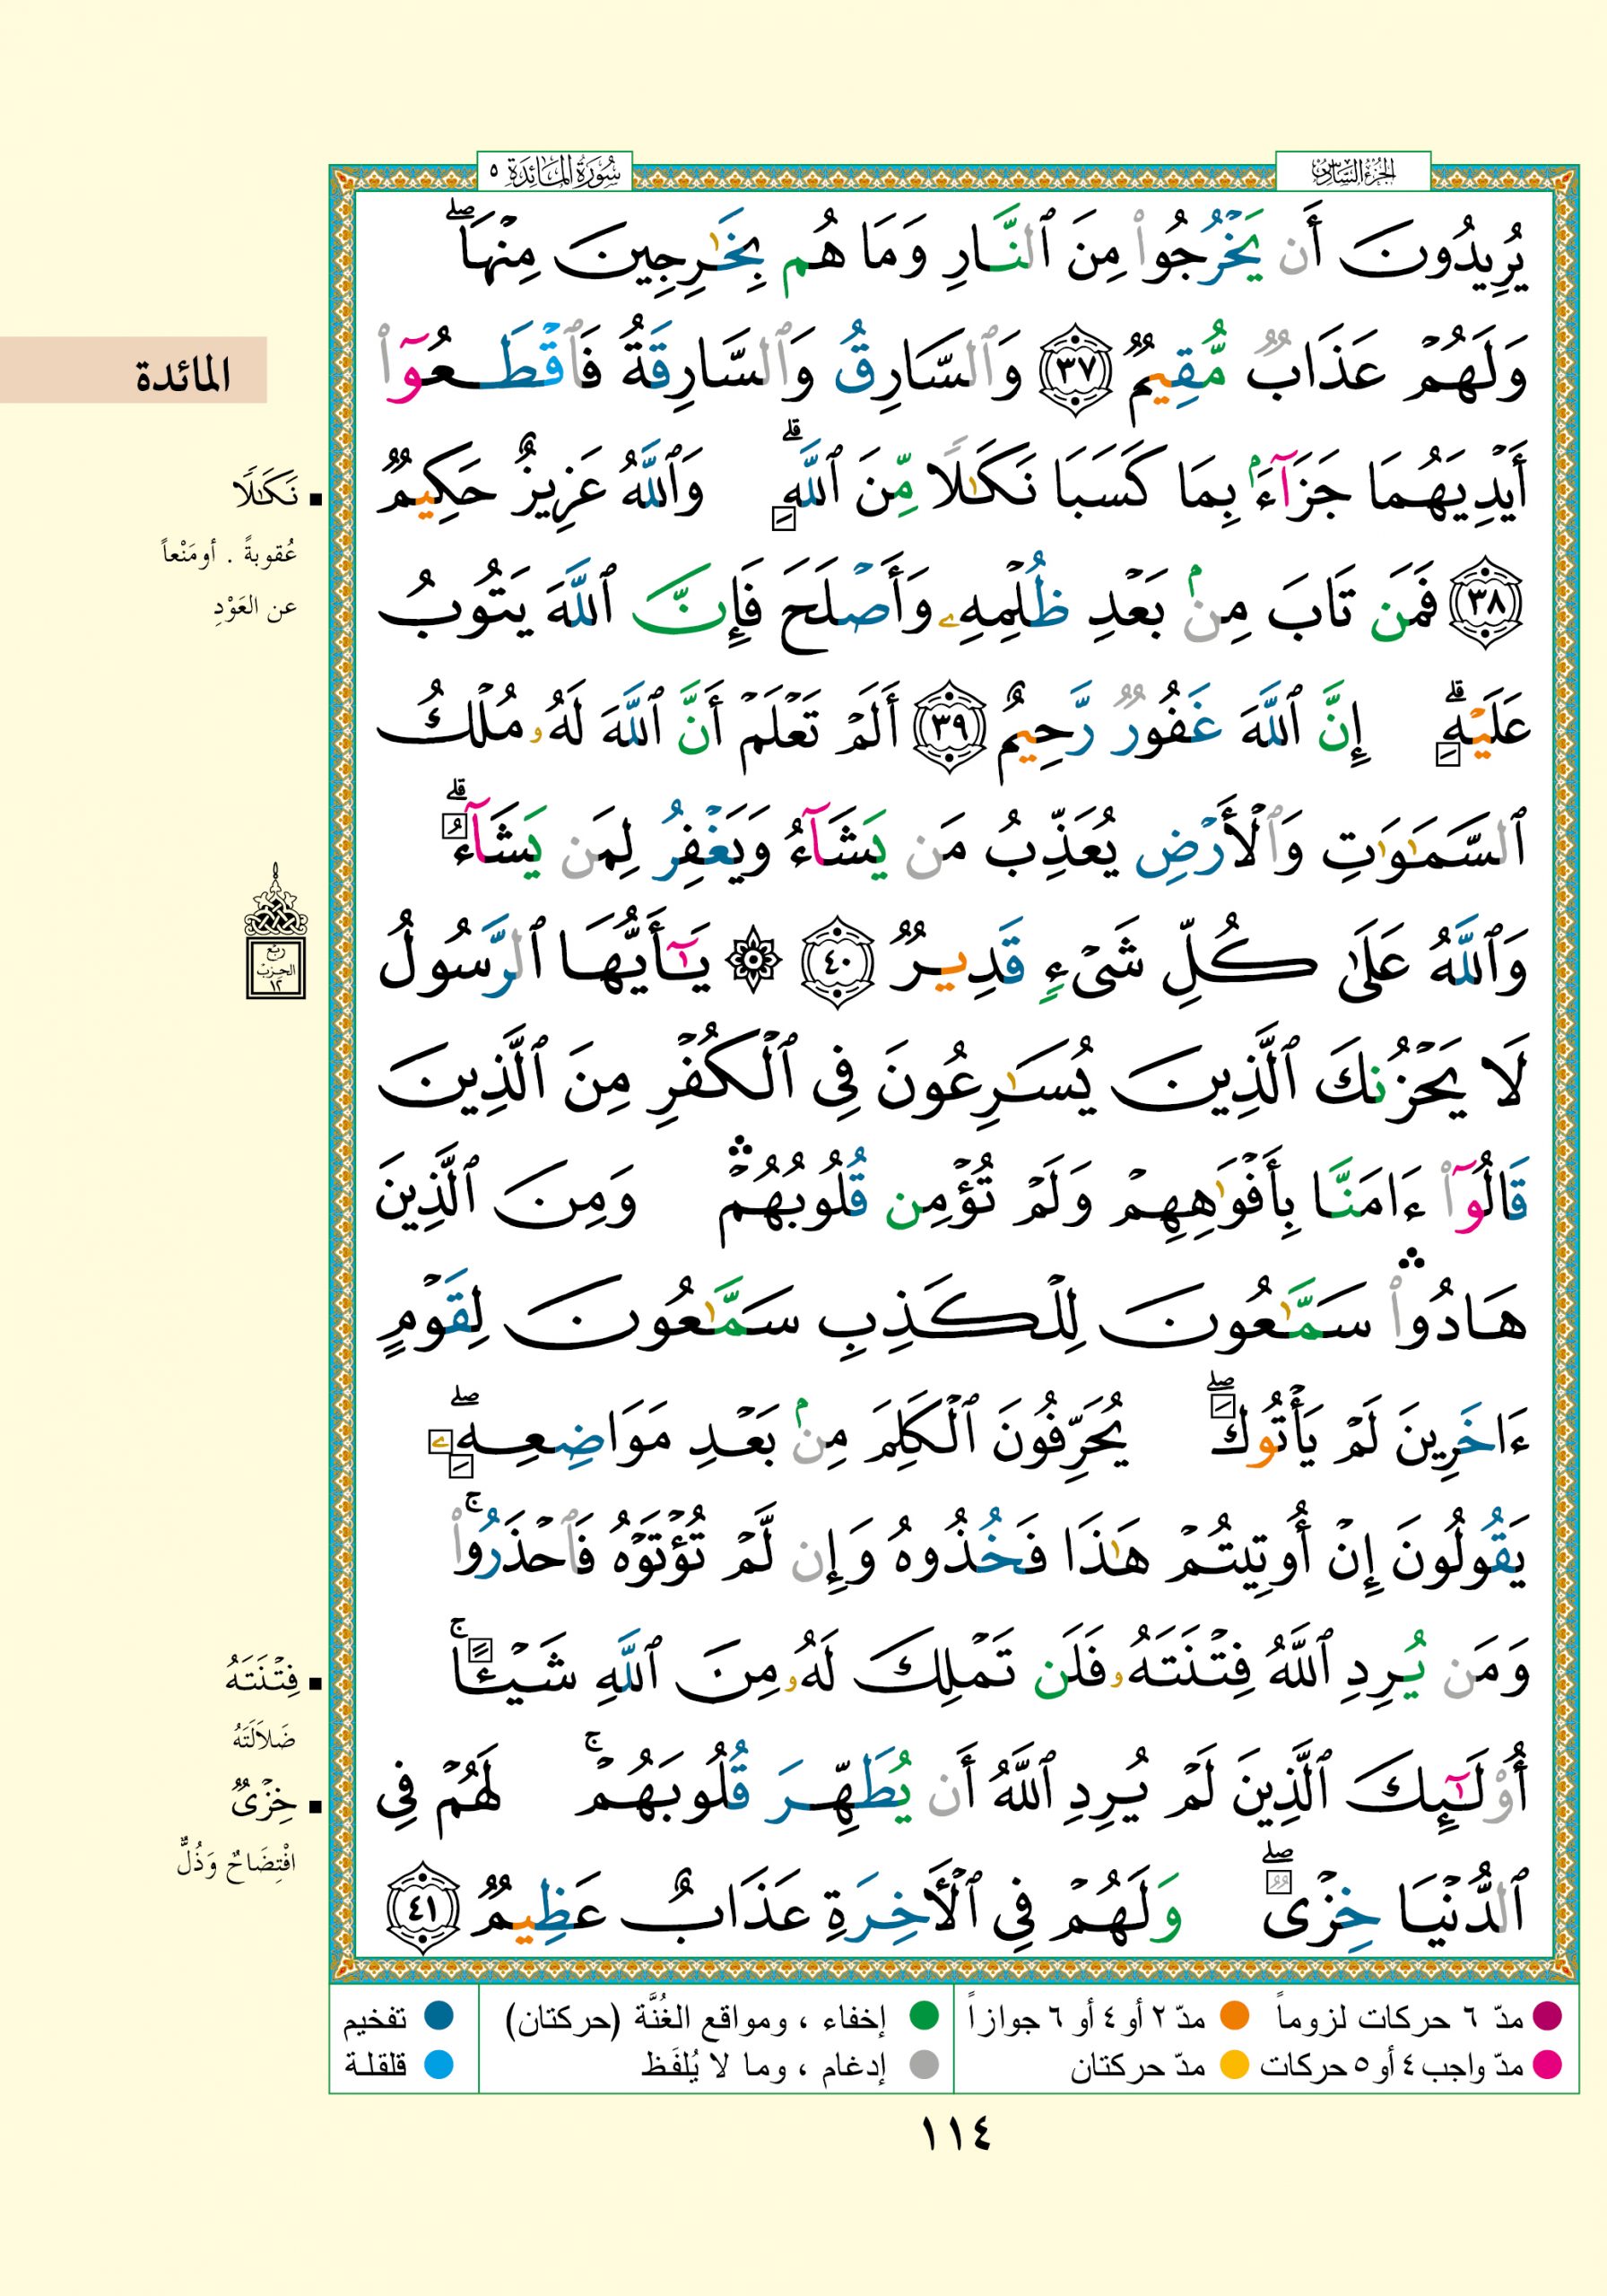 الجزء السادس
سورة المائدة ٥
يُرِيدُونَ أَن يَخْرُجُوا۟ مِنَ ٱلنَّارِ وَمَا هُم بِخَٰرِجِينَ مِنْهَا ۖ
وَلَهُمْ عَذَابٌ مُّقِيمٌ ٣٧ وَٱلسَّارِقُ وَٱلسَّارِقَةُ فَٱقْطَعُوٓا۟
أَيْدِيَهُمَا جَزَآءًۢ بِمَا كَسَبَا نَكَٰلًا مِّنَ ٱللَّهِ ۗ وَٱللَّهُ عَزِيزٌ حَكِيمٌ
٣٨ فَمَن تَابَ مِنۢ بَعْدِ ظُلْمِهِۦ وَأَصْلَحَ فَإِنَّ ٱللَّهَ يَتُوبُ
عَلَيْهِ ۗ إِنَّ ٱللَّهَ غَفُورٌ رَّحِيمٌ ٣٩ أَلَمْ تَعْلَمْ أَنَّ ٱللَّهَ لَهُۥ مُلْكُ
ٱلسَّمَٰوَٰتِ وَٱلْأَرْضِ يُعَذِّبُ مَن يَشَآءُ وَيَغْفِرُ لِمَن يَشَآءُ ۗ
وَٱللَّهُ عَلَىٰ كُلِّ شَىْءٍ قَدِيرٌ ٤٠ ۞ يَٰٓأَيُّهَا ٱلرَّسُولُ
لَا يَحْزُنكَ ٱلَّذِينَ يُسَٰرِعُونَ فِى ٱلْكُفْرِ مِنَ ٱلَّذِينَ
قَالُوٓا۟ ءَامَنَّا بِأَفْوَٰهِهِمْ وَلَمْ تُؤْمِن قُلُوبُهُمْ ۛ وَمِنَ ٱلَّذِينَ
هَادُوا۟ ۛ سَمَّٰعُونَ لِلْكَذِبِ سَمَّٰعُونَ لِقَوْمٍ
ءَاخَرِينَ لَمْ يَأْتُوكَ ۖ يُحَرِّفُونَ ٱلْكَلِمَ مِنۢ بَعْدِ مَوَاضِعِهِۦ ۖ
يَقُولُونَ إِنْ أُوتِيتُمْ هَٰذَا فَخُذُوهُ وَإِن لَّمْ تُؤْتَوْهُ فَٱحْذَرُوا۟ ۚ
وَمَن يُرِدِ ٱللَّهُ فِتْنَتَهُۥ فَلَن تَمْلِكَ لَهُۥ مِنَ ٱللَّهِ شَيْـًٔا ۚ
أُو۟لَٰٓئِكَ ٱلَّذِينَ لَمْ يُرِدِ ٱللَّهُ أَن يُطَهِّرَ قُلُوبَهُمْ ۚ لَهُمْ فِى
ٱلدُّنْيَا خِزْىٌ ۖ وَلَهُمْ فِى ٱلْأَخِرَةِ عَذَابٌ عَظِيمٌ ٤١
المائدة
نَكَٰلًا
عُقوبةً . أو مَنْعاً
عن العَوْدِ
ربع
الحزب
١٢
فِتْنَتَهُ
ضَلَالَتَهُ
خِزْىٌ
افْتِضَاحٌ وَذُلٌّ
مدّ ٦ حركات لزوماً
مدّ ٢ أو ٤ أو ٦ جوازاً
إخفاء ، ومواقع الغُنَّة (حركتان)
تفخيم
مدّ واجب ٤ أو ٥ حركات
مدّ حركتان
إدغام ، وما لا يُلفَظ
قلقلة
١١٤